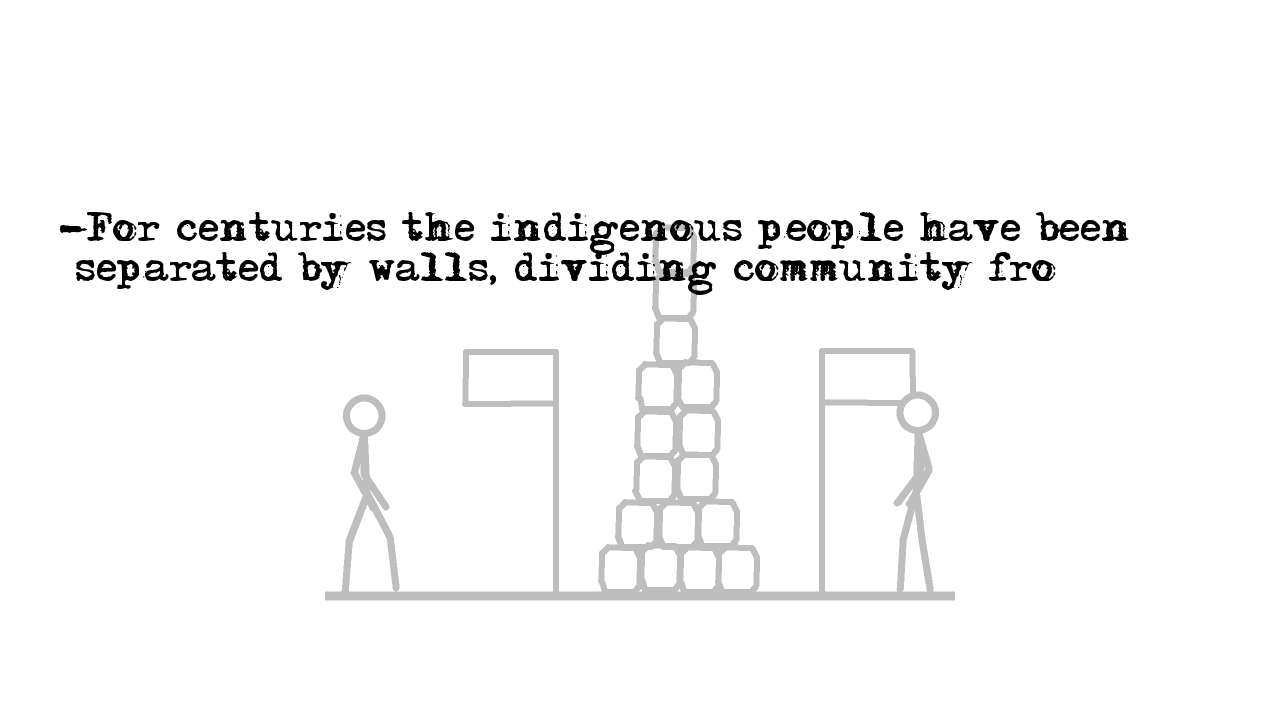 -For centuries the indigenous people have been
separated by walls, dividing community fro